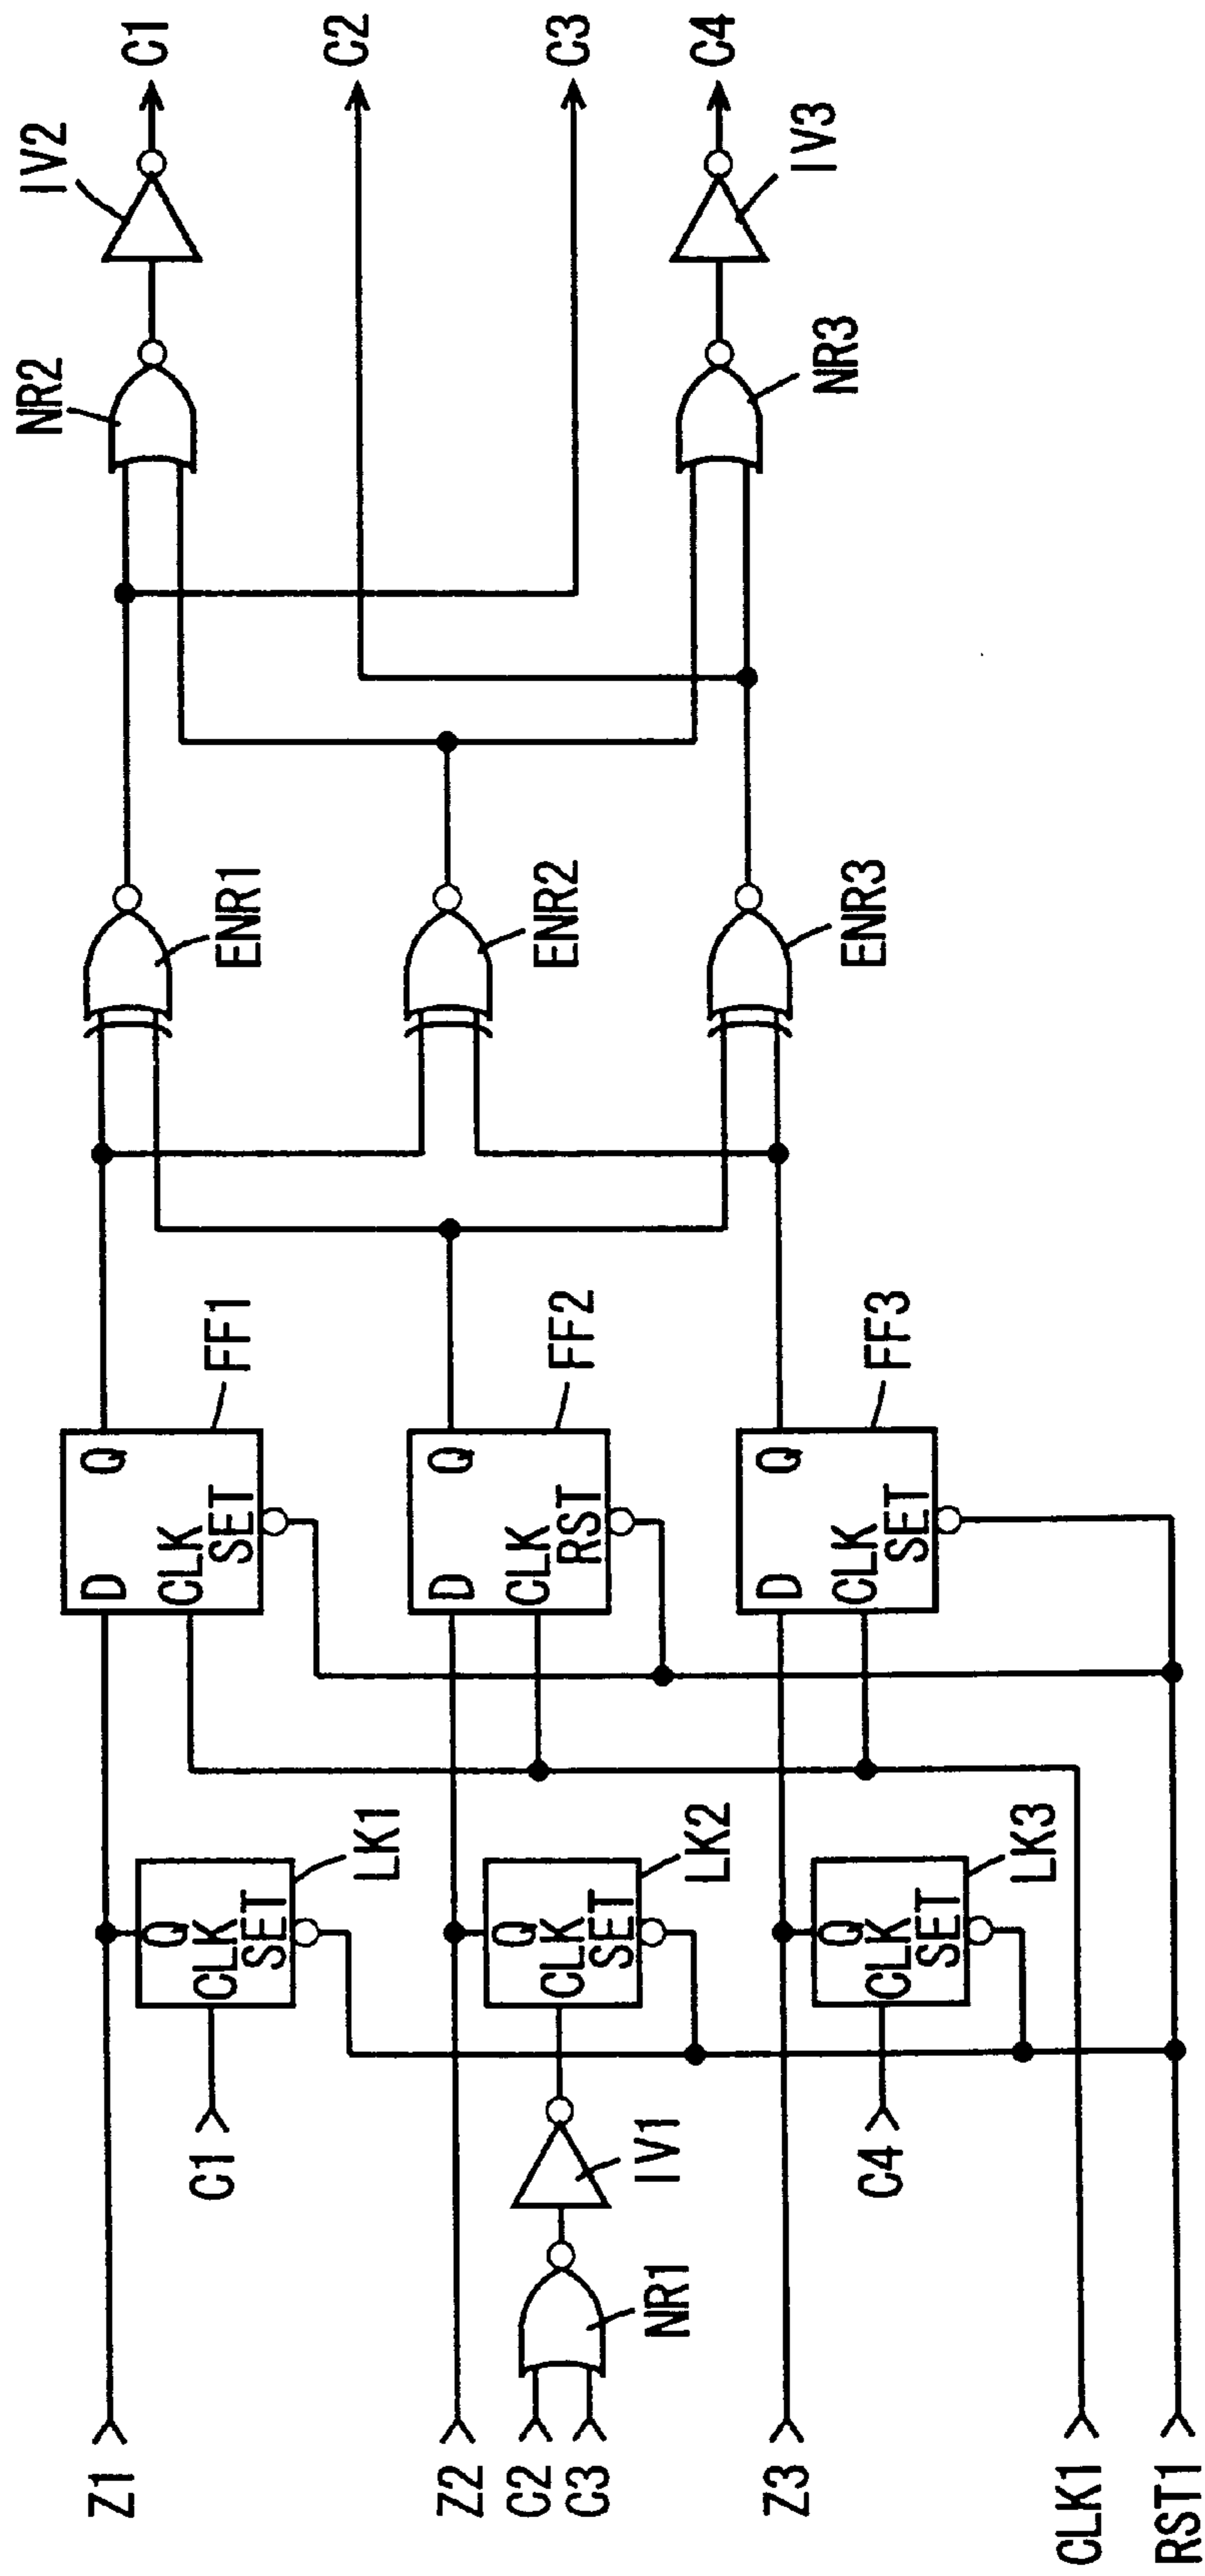 Z1
Z2
C2
C3
Z3
CLK1
RST1
NR1
IV1
C1
C4
Q
CLK
SET
LK1
Q
CLK
SET
LK2
Q
CLK
SET
LK3
D
Q
CLK
SET
FF1
D
Q
CLK
RST
FF2
D
Q
CLK
SET
FF3
ENR1
ENR2
ENR3
NR2
NR3
IV2
IV3
C1
C2
C3
C4